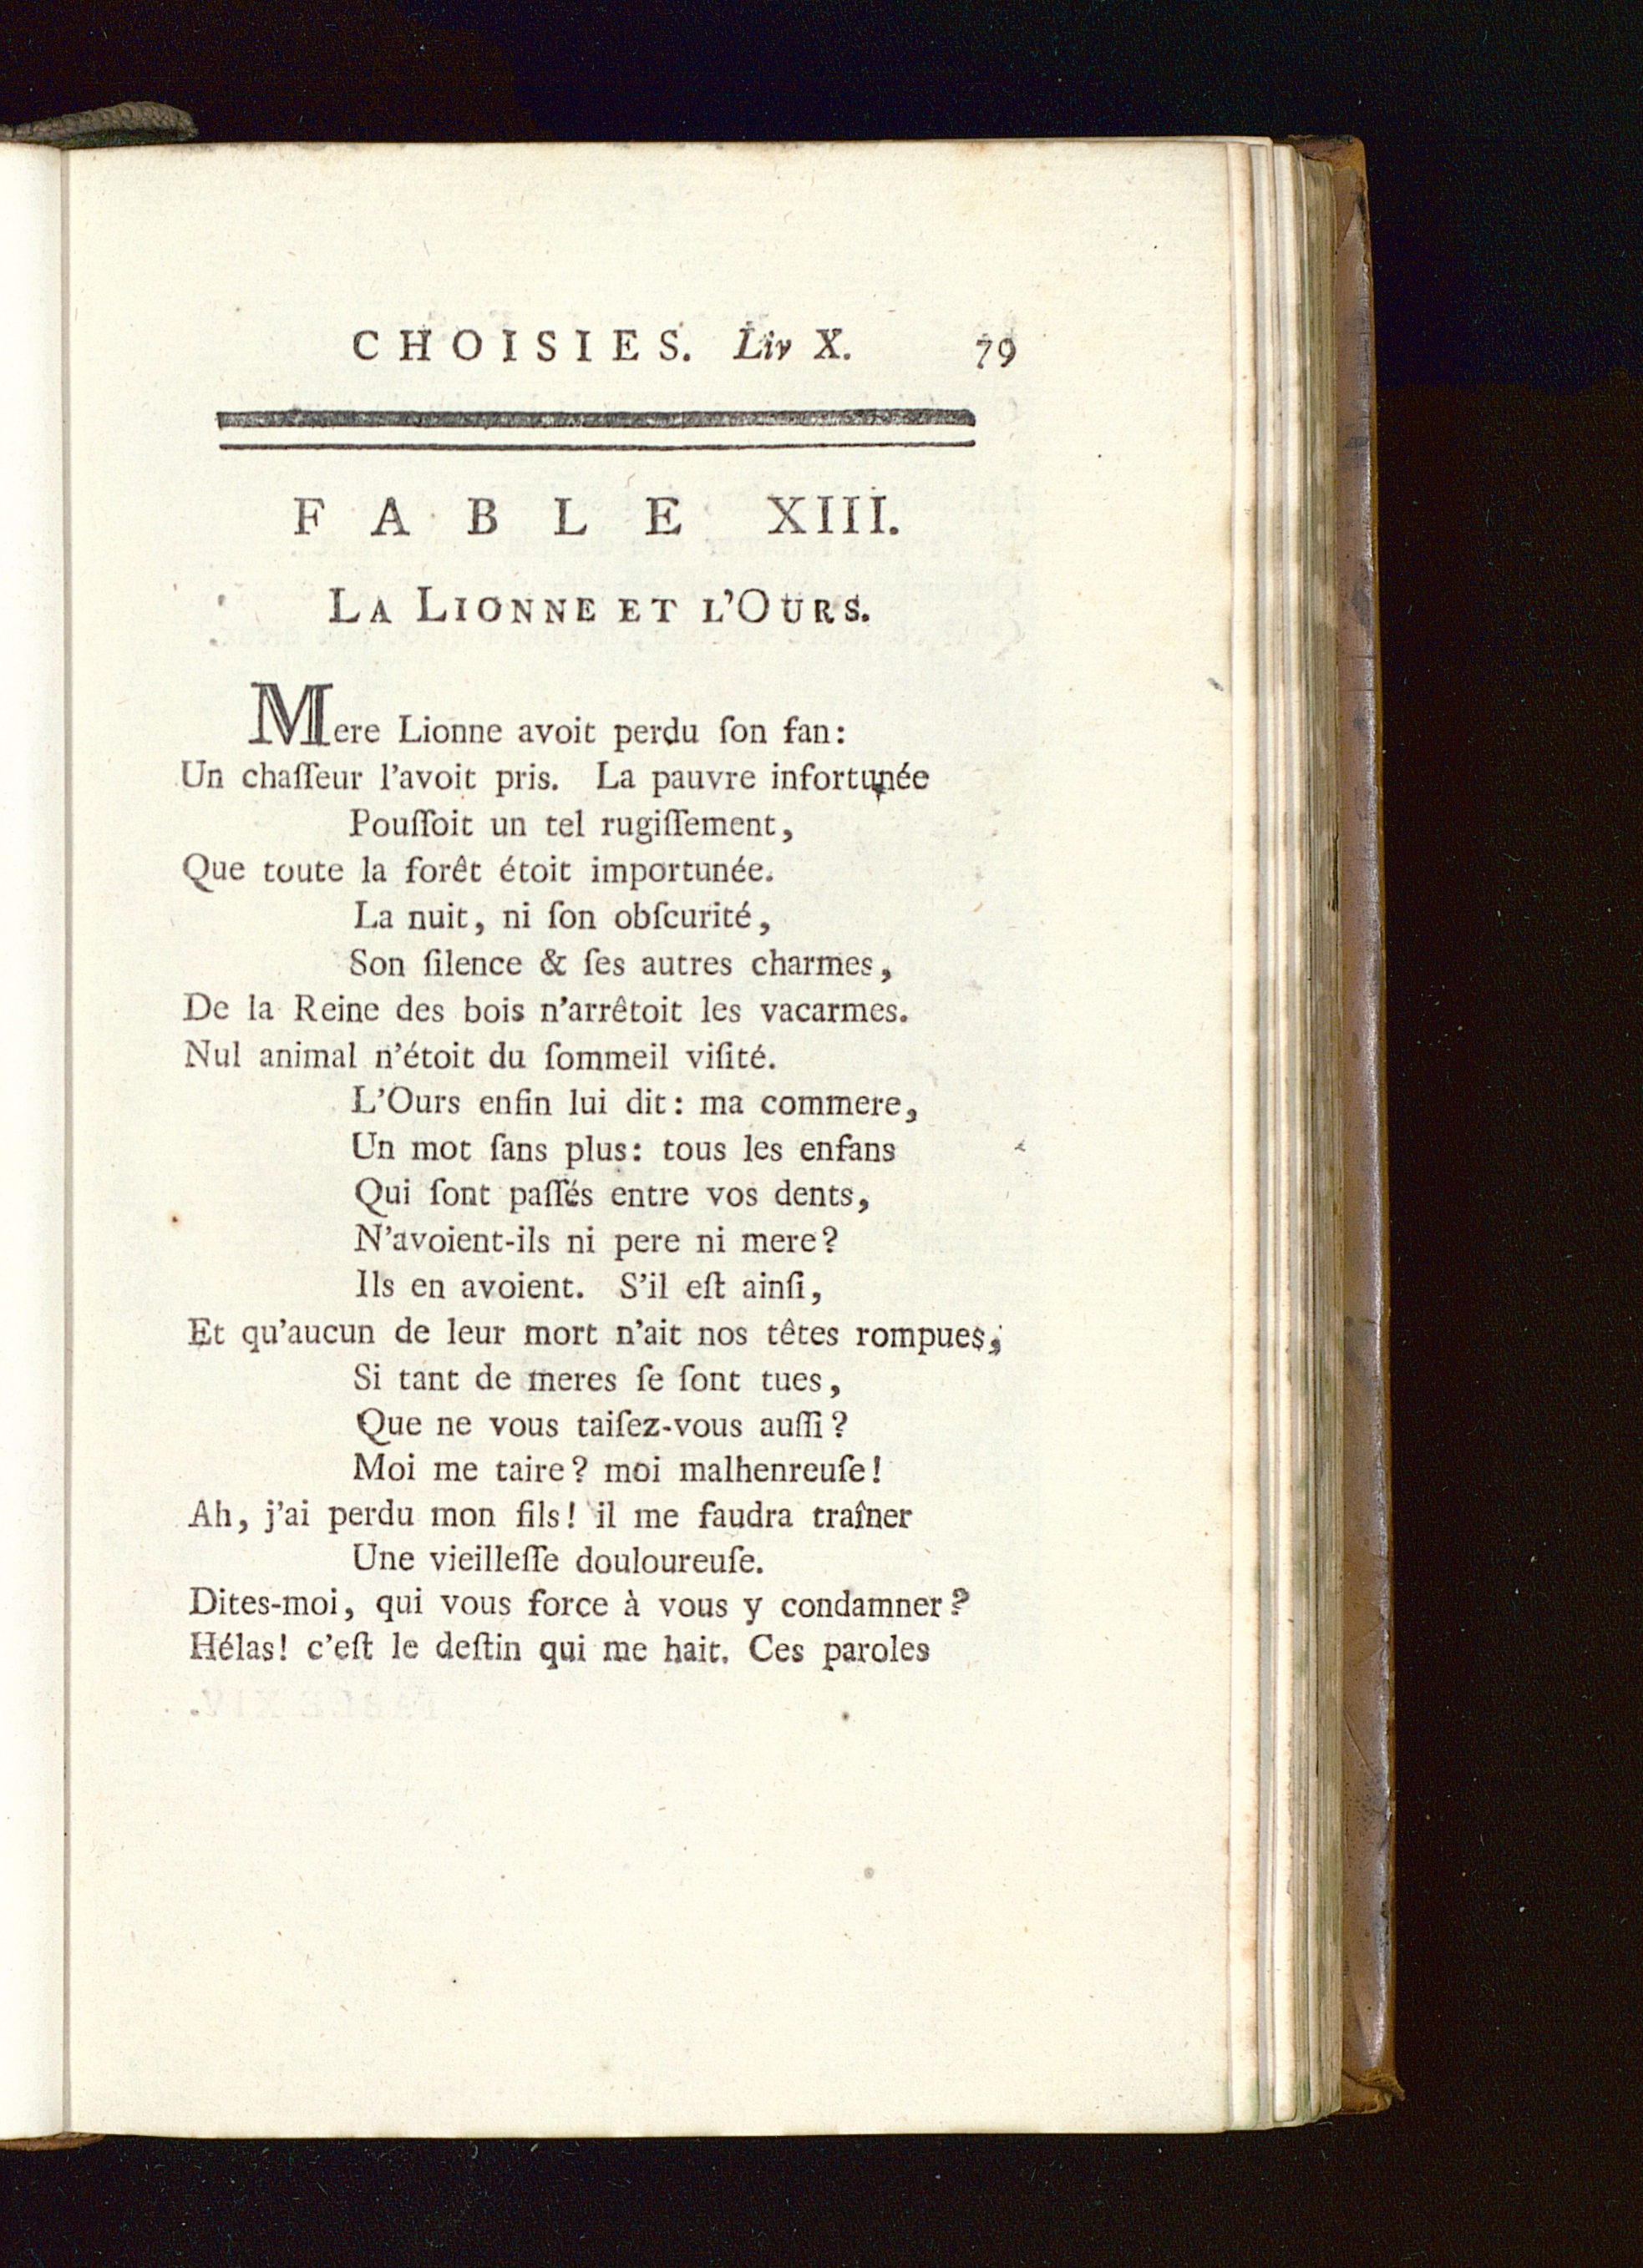 CHOISIES. Liv X. 79
FABLE XIII.
LA LIONNE ET L'OURS.
Mere Lionne avoit perdu ſon fan:
Un chaſſeur l'avoit pris. La pauvre infortunée
Pouſſoit un tel rugiſſement,
Que toute la forêt étoit importunée.
La nuit, ni ſon obſcurité,
Son ſilence & ſes autres charmes,
De la Reine des bois n'arrêtoit les vacarmes.
Nul animal n'étoit du ſommeil viſité.
L'Ours enfin lui dit: ma commere,
Un mot ſans plus: tous les enfans
Qui ſont paſſés entre vos dents,
N'avoient-ils ni pere ni mere?
Ils en avoient. S'il eſt ainſi,
Et qu'aucun de leur mort n'ait nos têtes rompues,
Si tant de meres ſe ſont tues,
Que ne vous taiſez-vous auſſi?
Moi me taire? moi malhenreuſe!
Ah, j'ai perdu mon fils! il me faudra traîner
Une vieilleſſe douloureuſe.
Dites-moi, qui vous force à vous y condamner?
Hélas! c'eſt le deſtin qui me hait. Ces paroles